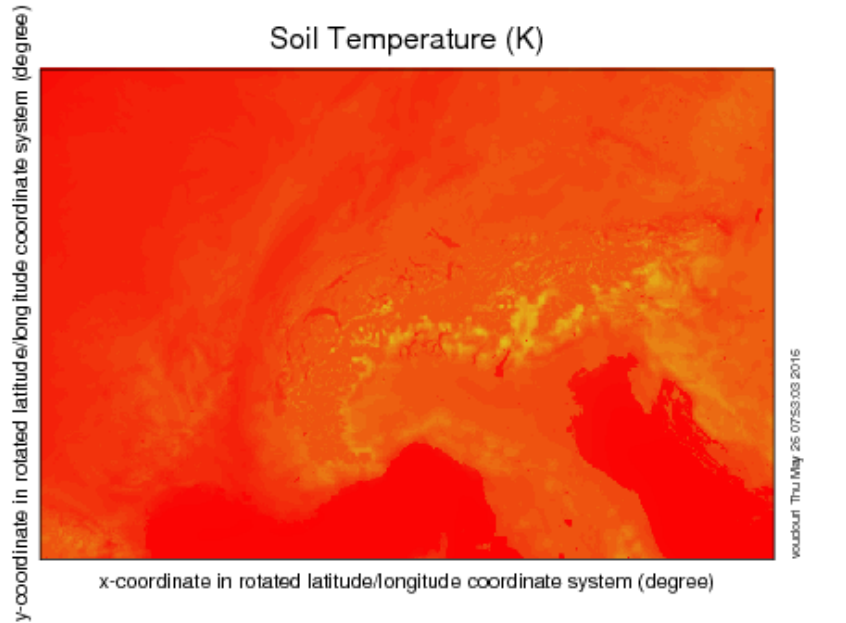 Soil Temperature (K)
y-coordinate in rotated latitude/longitude coordinate system (degree)
x-coordinate in rotated latitude/longitude coordinate system (degree)
voudouri Thu May 26 07:53:03 2016